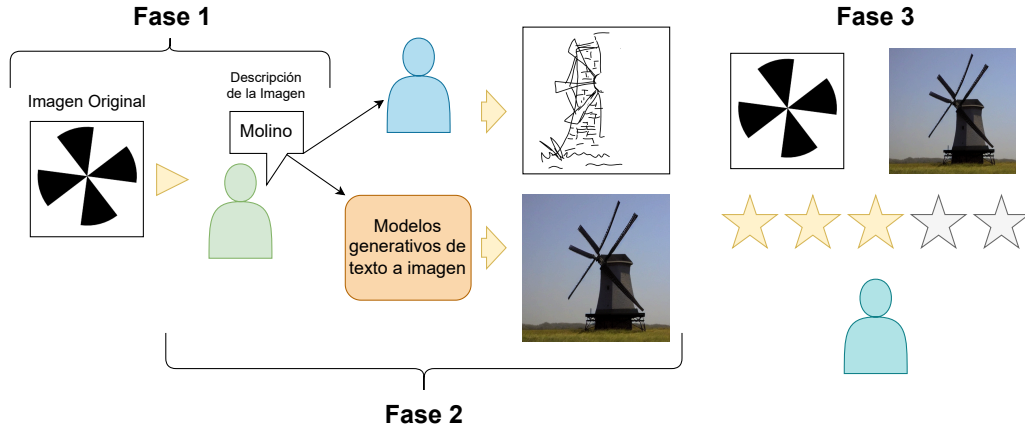 Fase 1
Fase 3
Imagen Original
Descripción
de la Imagen
Molino
Modelos
generativos de
texto a imagen
Fase 2